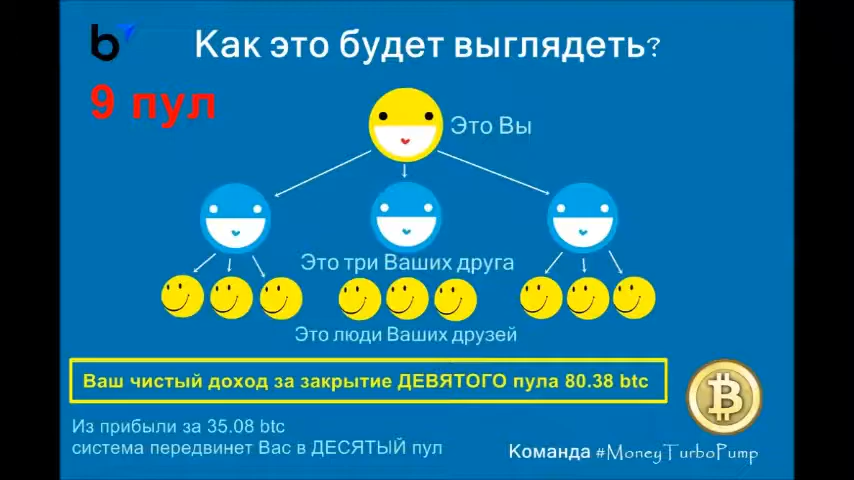 b
Как это будет выглядеть?
9 пул
Это Вы
Это три Ваших друга
Это люди Ваших друзей
Ваш чистый доход за закрытие ДЕВЯТОГО пула 80.38 btc
Из прибыли за 35.08 btc
система передвинет Вас в ДЕСЯТЫЙ пул
Команда #MoneyTurboPump